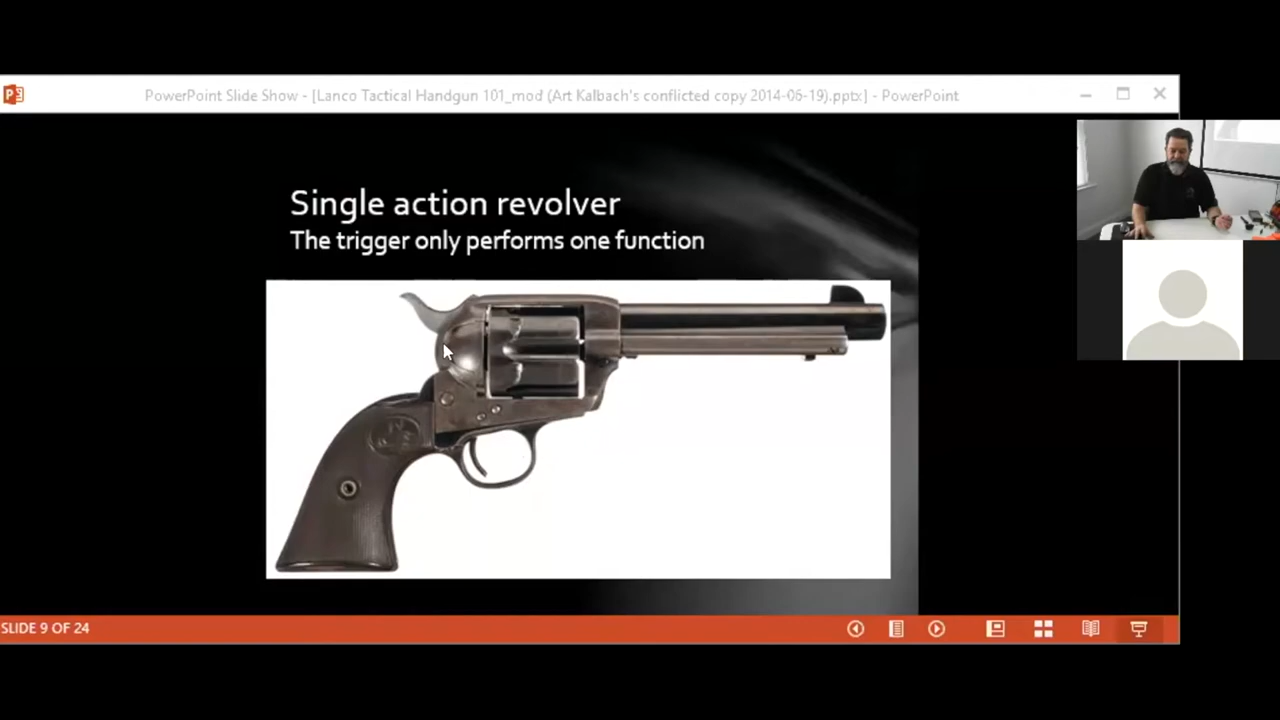 PowerPoint Slide Show - [Lanco Tactical Handgun 101_mod (Art Kalbach's conflicted copy 2014-06-19).pptx] - PowerPoint
Single action revolver
The trigger only performs one function
SLIDE 9 OF 24